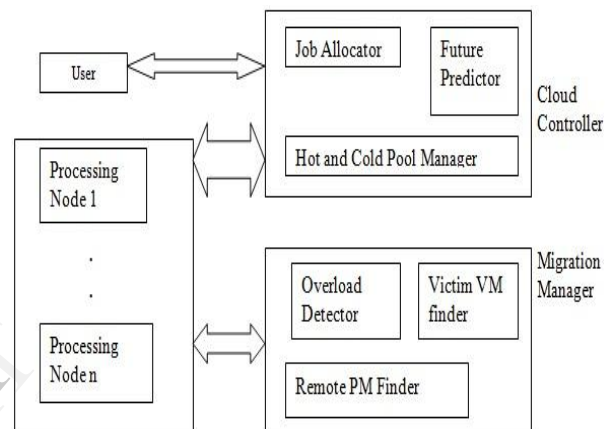 User
Job Allocator
Future
Predictor
Hot and Cold Pool Manager
Cloud
Controller
Processing
Node 1
.
.
Processing
Node n
Overload
Detector
Victim VM
finder
Remote PM Finder
Migration
Manager